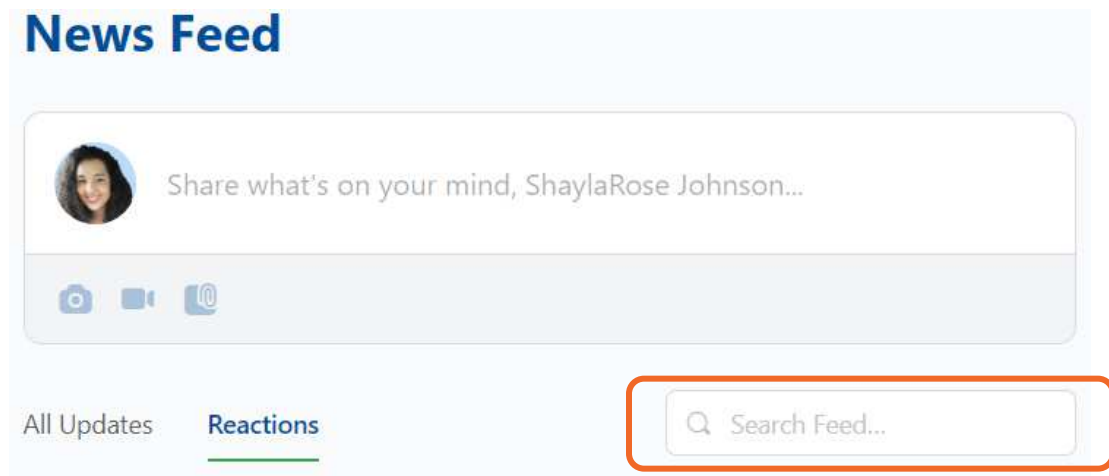 News Feed
Share what's on your mind, ShaylaRose Johnson...
All Updates Reactions Search Feed...